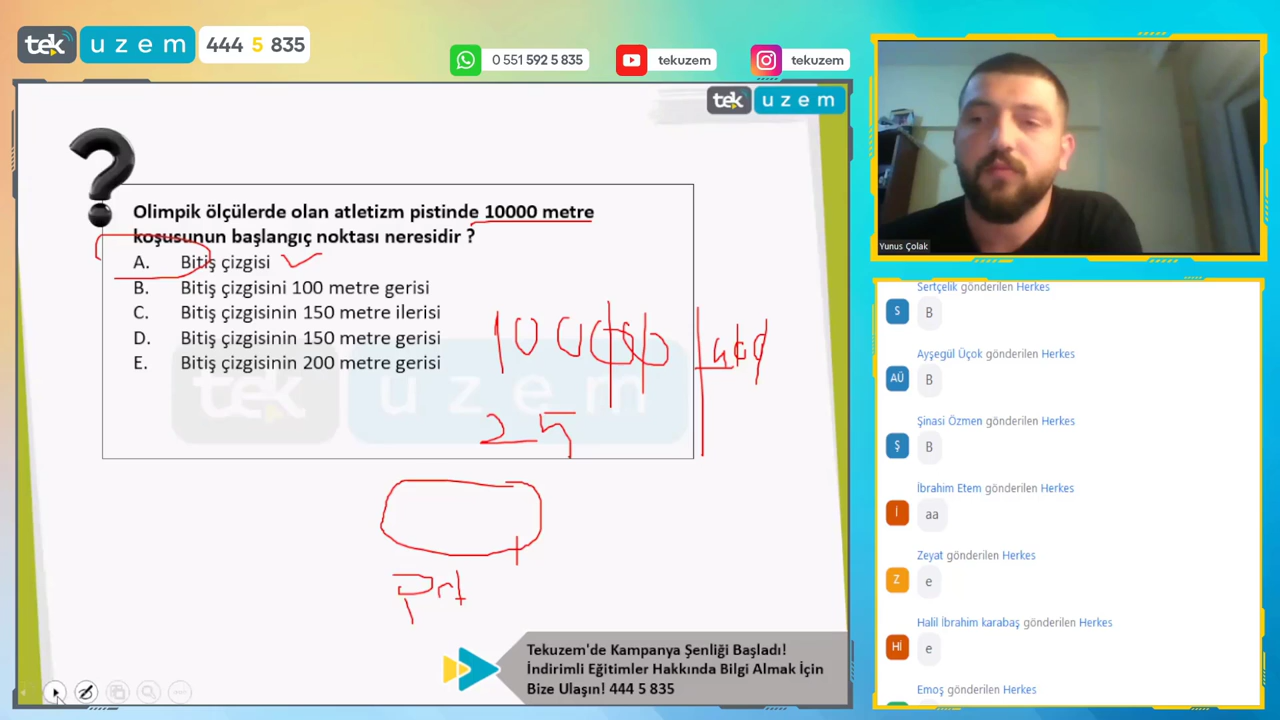 tek uzem 444 5 835
0 551 592 5 835 tekuzem tekuzem
tek uzem
Olimpik ölçülerde olan atletizm pistinde 10000 metre
koşusunun başlangıç noktası neresidir ?
A. Bitiş çizgisi
B. Bitiş çizgisini 100 metre gerisi
C. Bitiş çizgisinin 150 metre ilerisi
D. Bitiş çizgisinin 150 metre gerisi
E. Bitiş çizgisinin 200 metre gerisi
tek uzem
10000 400
25
Tekuzem'de Kampanya Şenliği Başladı!
İndirimli Eğitimler Hakkında Bilgi Almak İçin
Bize Ulaşın! 444 5 835
Yunus Çolak
Sertçelik gönderilen Herkes
S B
Ayşegül Üçok gönderilen Herkes
AÜ B
Şinasi Özmen gönderilen Herkes
Ş B
İbrahim Etem gönderilen Herkes
İ aa
Zeyat gönderilen Herkes
Z e
Halil İbrahim karabaş gönderilen Herkes
Hİ e
Emoş gönderilen Herkes